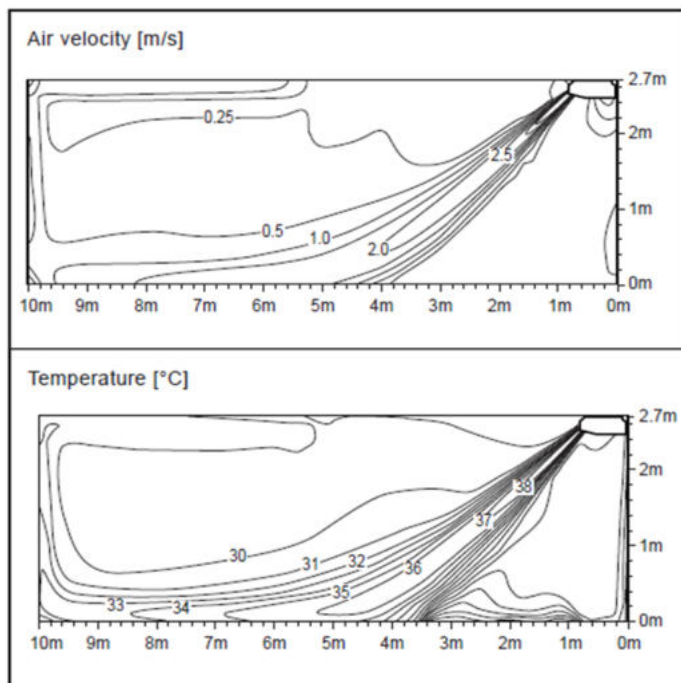 Air velocity [m/s]
2.7m
0.25
2m
2.5
1m
0.5
1.0
2.0
0m
10m 9m 8m 7m 6m 5m 4m 3m 2m 1m 0m
Temperature [°C]
2.7m
2m
38
37
30
31
32
1m
36
35
33
34
0m
10m 9m 8m 7m 6m 5m 4m 3m 2m 1m 0m